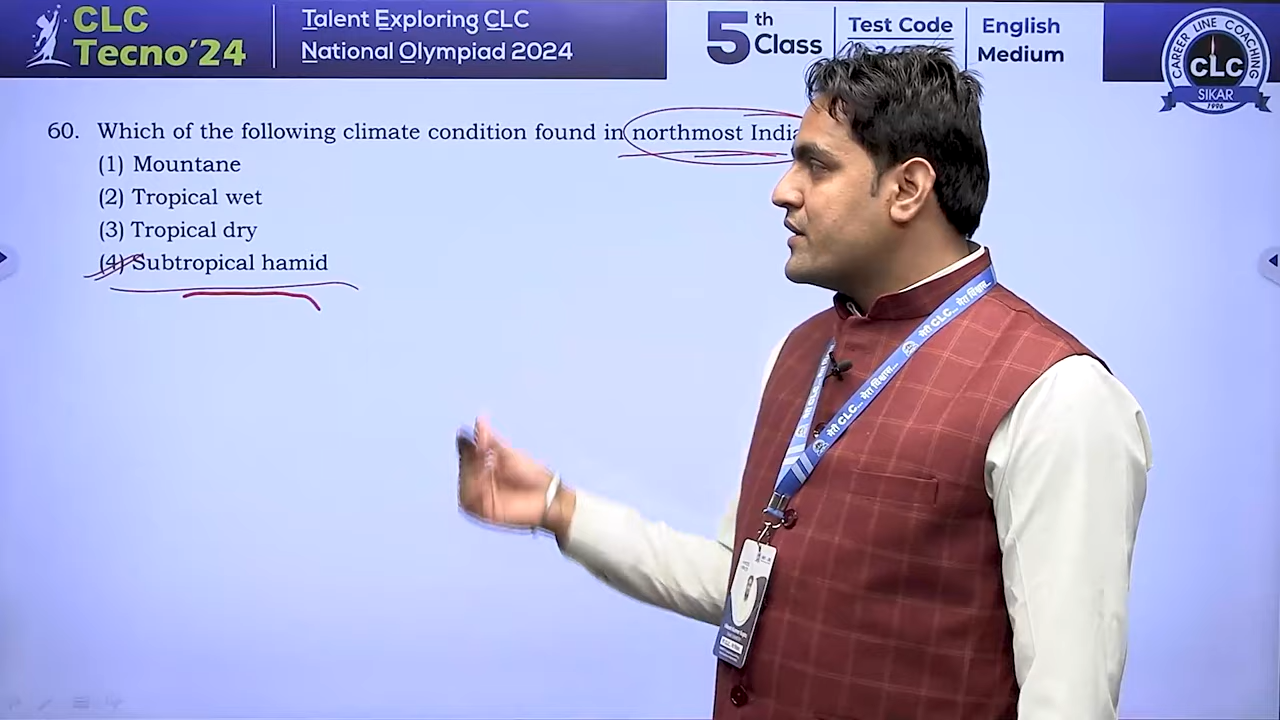 CLC
Tecno'24
Talent Exploring CLC
National Olympiad 2024
5th
Class
Test Code
English
Medium
CAREER LINE COACHING
CLC
SIKAR
1996
60. Which of the following climate condition found in northmost India
(1) Mountane
(2) Tropical wet
(3) Tropical dry
(4) Subtropical hamid
मेरी CLC... मेरा विश्वास...